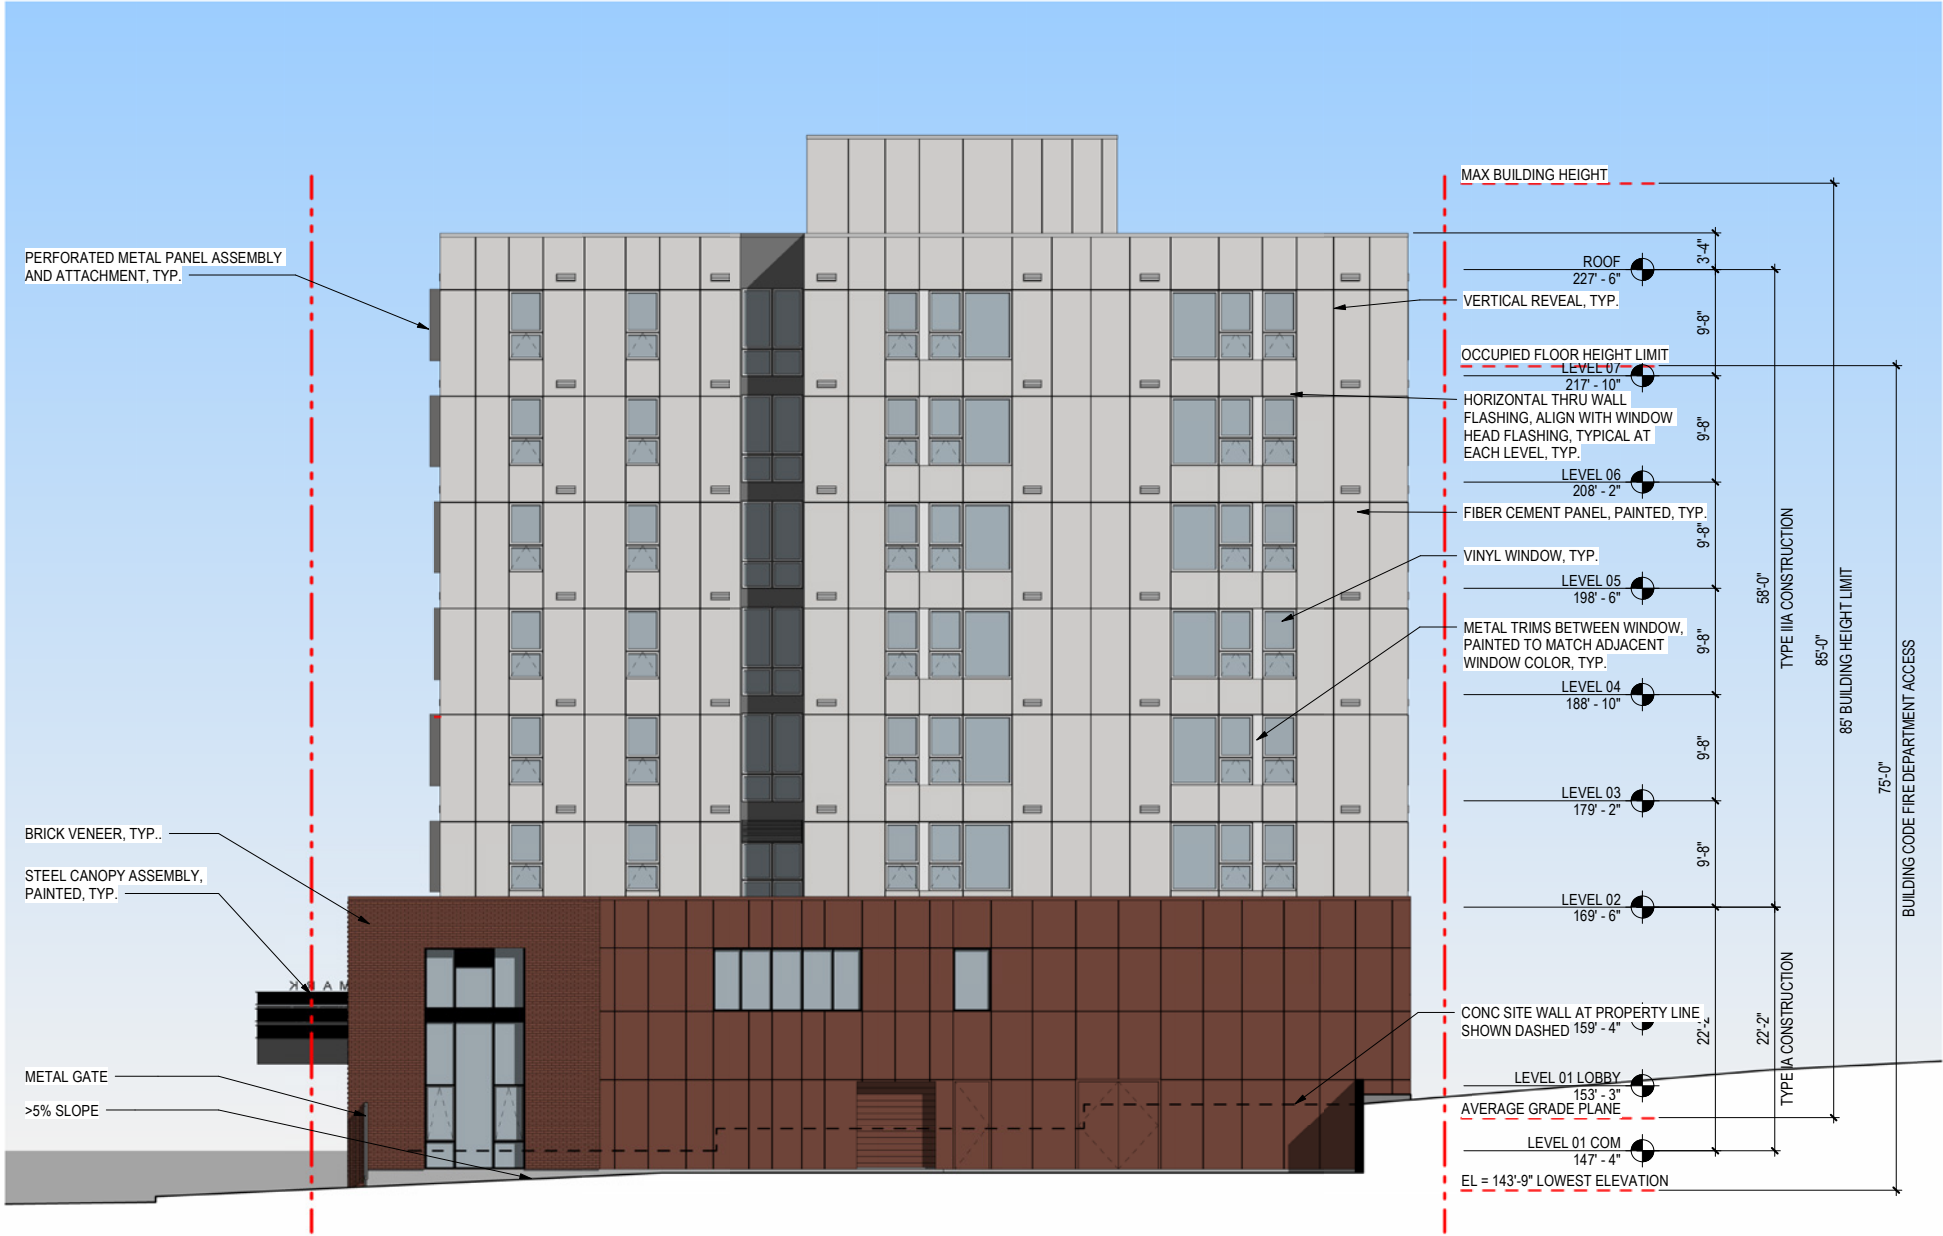 MAX BUILDING HEIGHT
PERFORATED METAL PANEL ASSEMBLY
AND ATTACHMENT, TYP.
3'-4"
ROOF
227' - 6"
VERTICAL REVEAL, TYP.
9'-8"
OCCUPIED FLOOR HEIGHT LIMIT
LEVEL 07
217' - 10"
HORIZONTAL THRU WALL
FLASHING, ALIGN WITH WINDOW
HEAD FLASHING, TYPICAL AT
EACH LEVEL, TYP.
9'-8"
LEVEL 06
208' - 2"
FIBER CEMENT PANEL, PAINTED, TYP.
9'-8"
VINYL WINDOW, TYP.
LEVEL 05
198' - 6"
METAL TRIMS BETWEEN WINDOW,
PAINTED TO MATCH ADJACENT
WINDOW COLOR, TYP.
9'-8"
LEVEL 04
188' - 10"
9'-8"
LEVEL 03
179' - 2"
9'-8"
LEVEL 02
169' - 6"
58'-0"
TYPE IIIA CONSTRUCTION
85'-0"
85' BUILDING HEIGHT LIMIT
75'-0"
BUILDING CODE FIRE DEPARTMENT ACCESS
BRICK VENEER, TYP..
STEEL CANOPY ASSEMBLY,
PAINTED, TYP.
MARK
CONC SITE WALL AT PROPERTY LINE
SHOWN DASHED
159' - 4"
22'-2"
22'-2"
TYPE IA CONSTRUCTION
METAL GATE
>5% SLOPE
LEVEL 01 LOBBY
153' - 3"
AVERAGE GRADE PLANE
LEVEL 01 COM
147' - 4"
EL = 143'-9" LOWEST ELEVATION